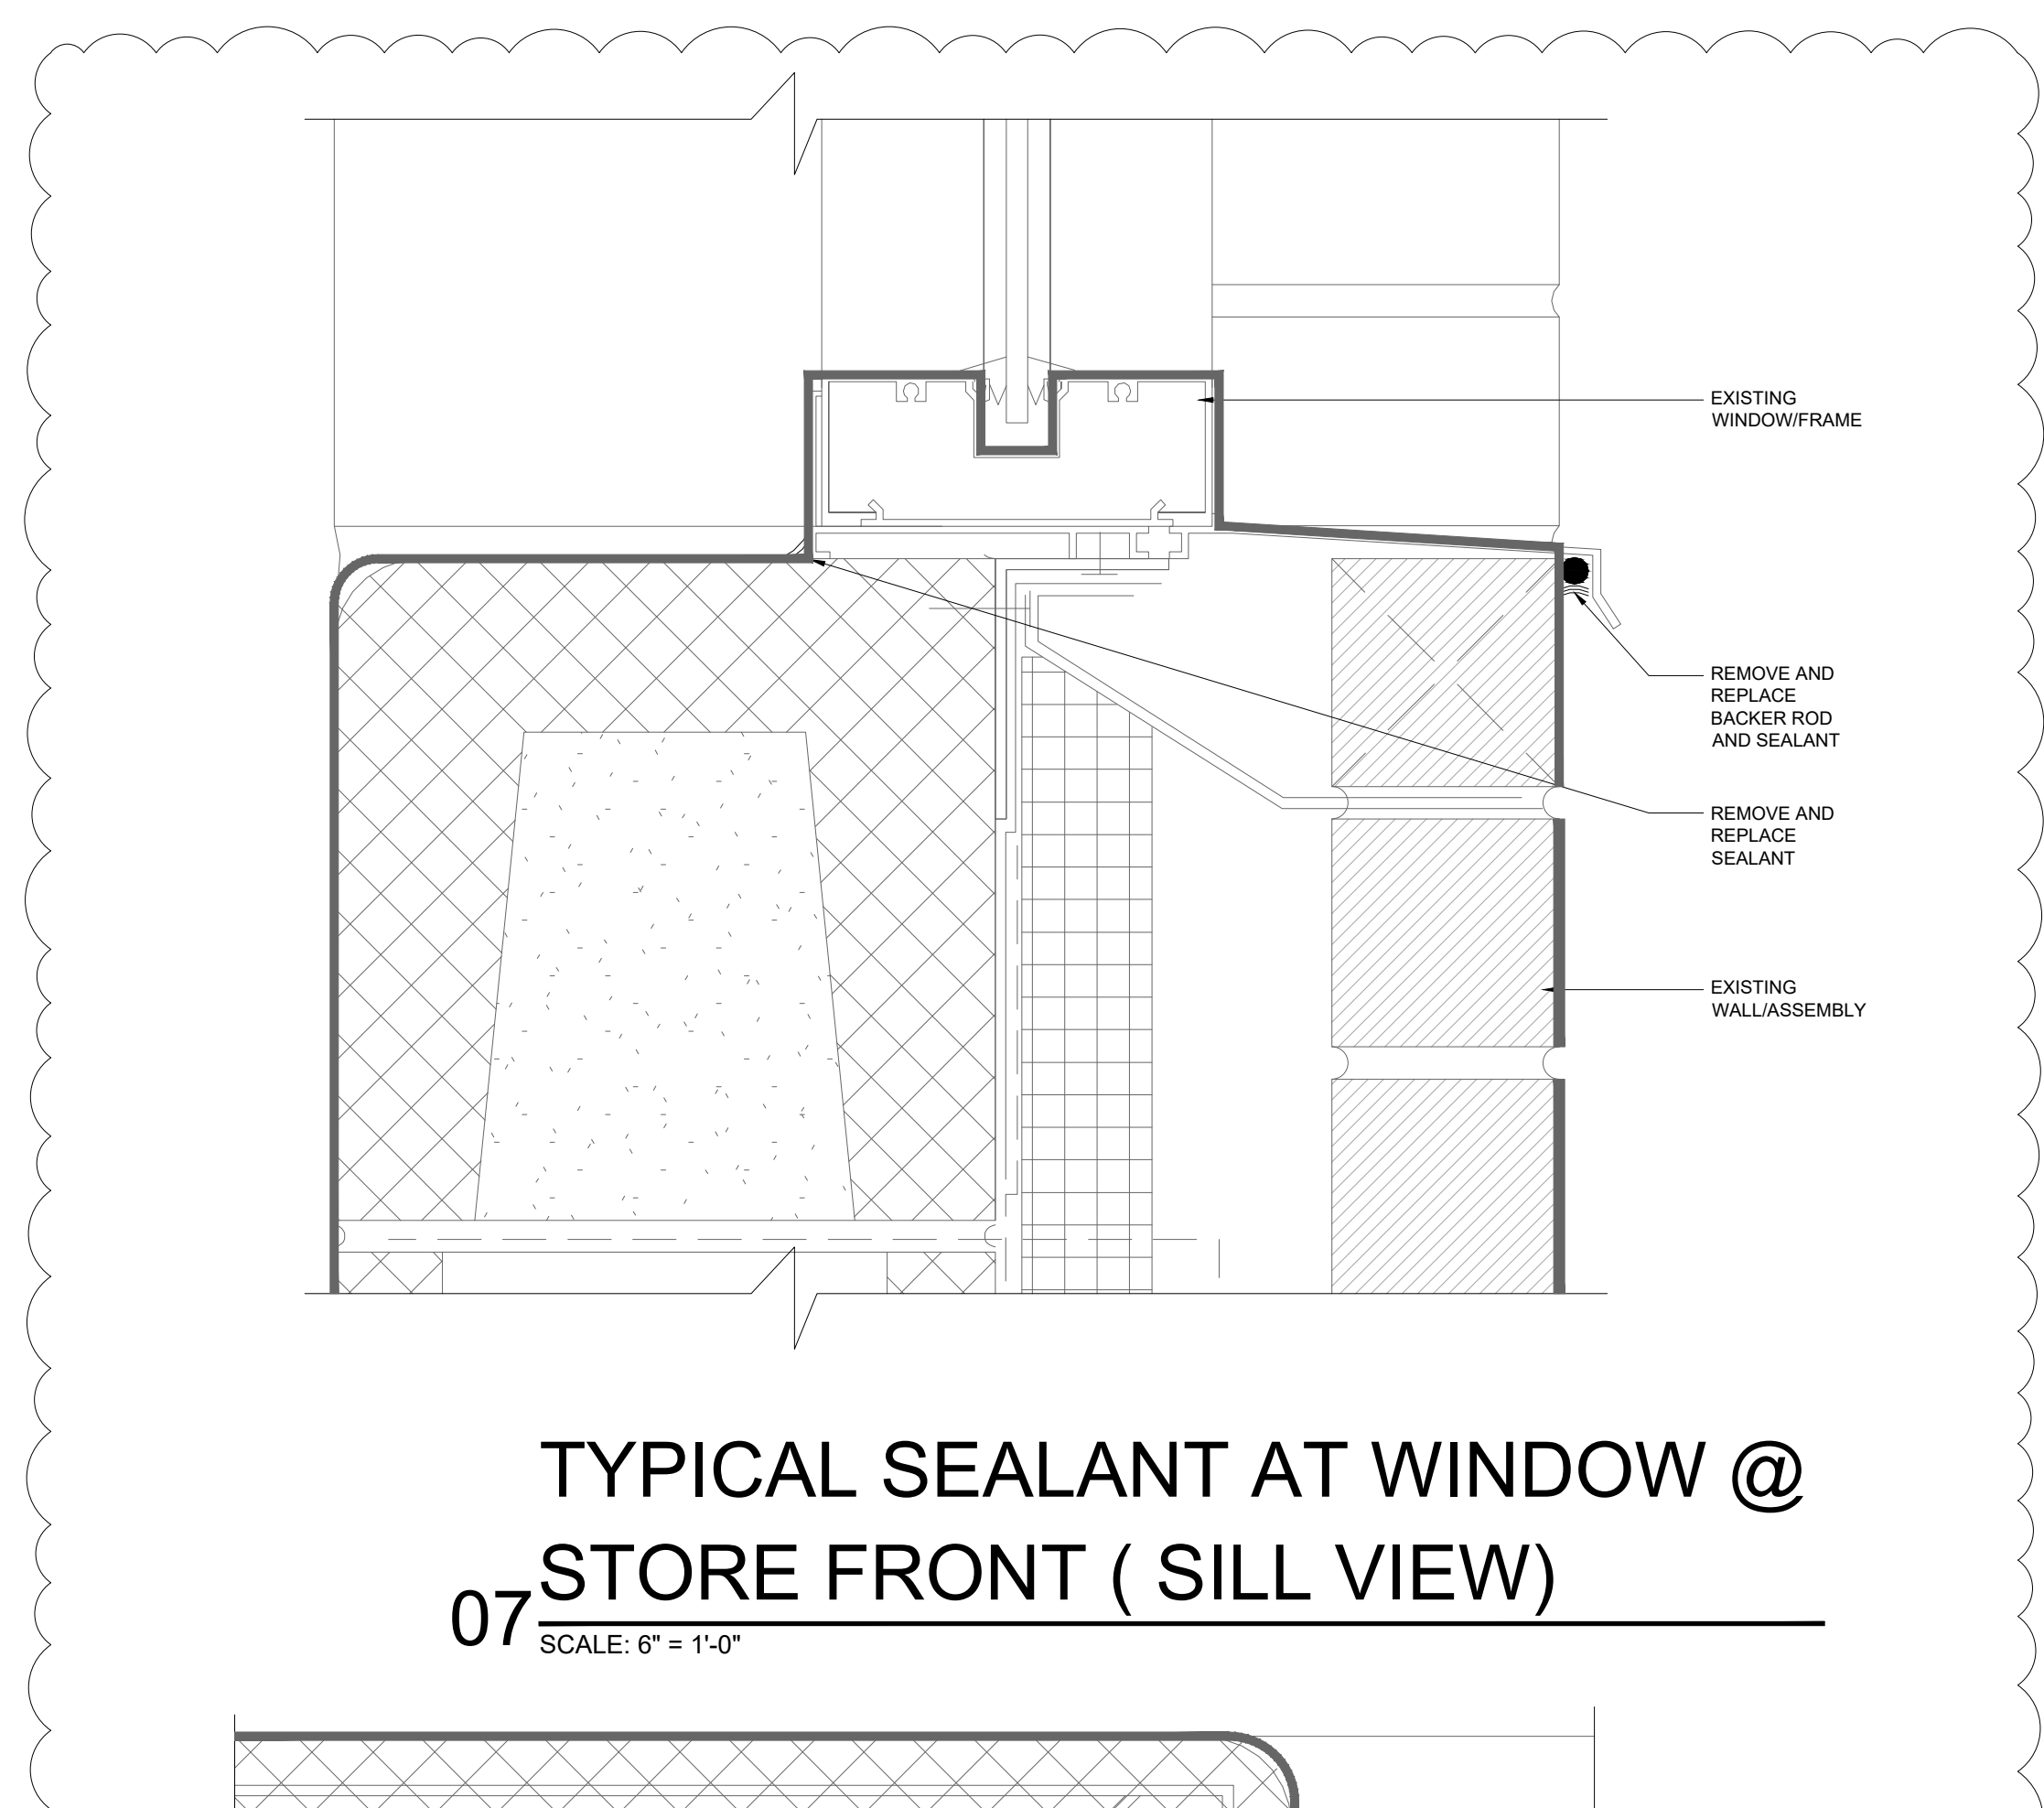 EXISTING
WINDOW/FRAME
REMOVE AND
REPLACE
BACKER ROD
AND SEALANT
REMOVE AND
REPLACE
SEALANT
EXISTING
WALL/ASSEMBLY
TYPICAL SEALANT AT WINDOW @
STORE FRONT ( SILL VIEW)
07
SCALE: 6" = 1'-0"